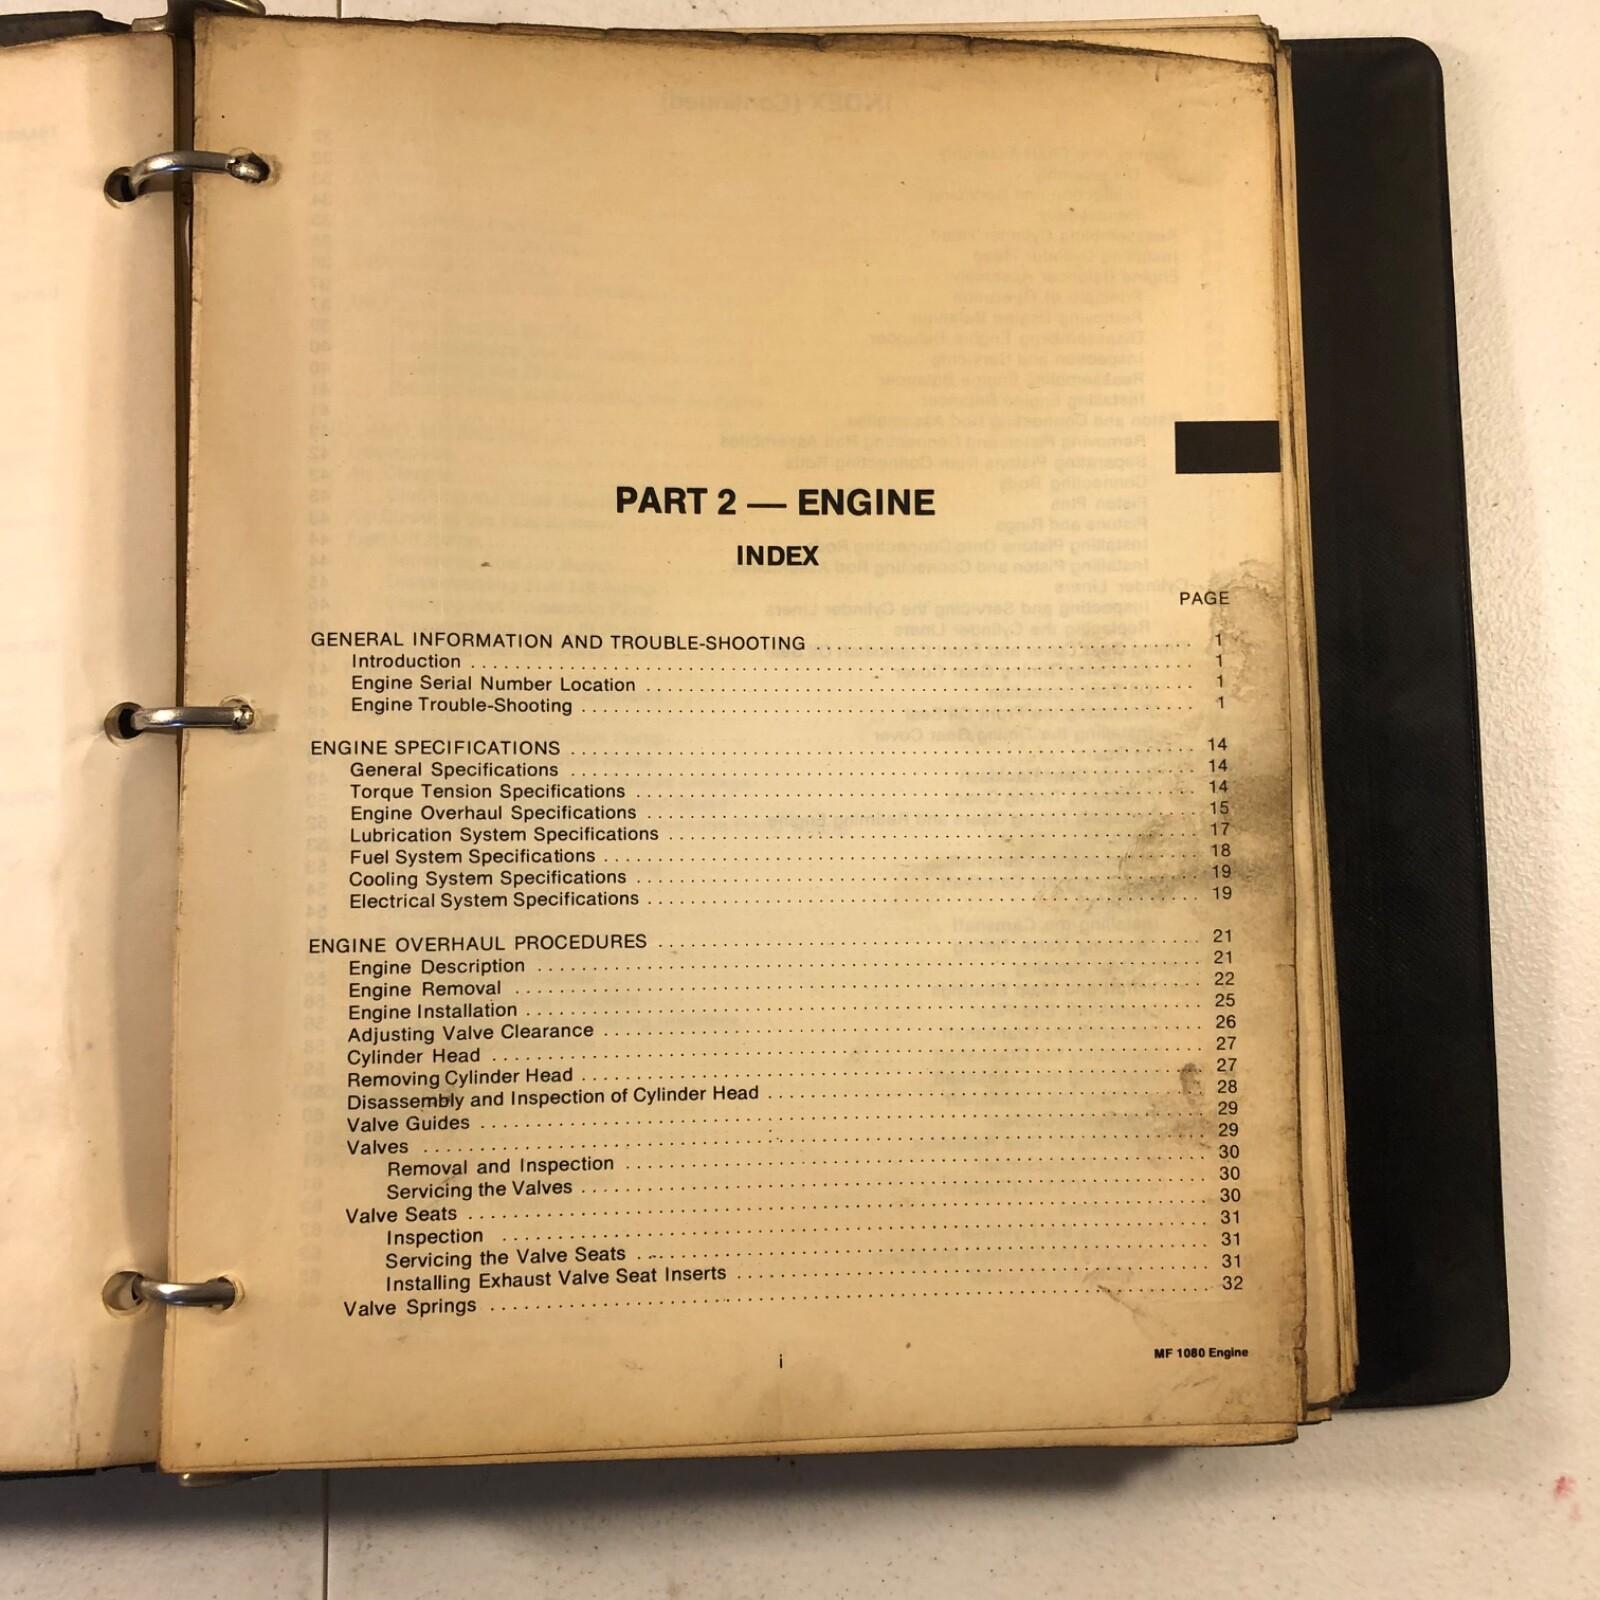 PART 2 — ENGINE
INDEX
PAGE
GENERAL INFORMATION AND TROUBLE-SHOOTING 1
Introduction 1
Engine Serial Number Location 1
Engine Trouble-Shooting 1
ENGINE SPECIFICATIONS 14
General Specifications 14
Torque Tension Specifications 14
Engine Overhaul Specifications 15
Lubrication System Specifications 17
Fuel System Specifications 18
Cooling System Specifications 19
Electrical System Specifications 19
ENGINE OVERHAUL PROCEDURES 21
Engine Description 21
Engine Removal 22
Engine Installation 25
Adjusting Valve Clearance 26
Cylinder Head 27
Removing Cylinder Head 27
Disassembly and Inspection of Cylinder Head 28
Valve Guides 29
Valves 29
Removal and Inspection 30
Servicing the Valves 30
Valve Seats 30
Inspection 31
Servicing the Valve Seats 31
Installing Exhaust Valve Seat Inserts 31
Valve Springs 32
i
MF 1080 Engine